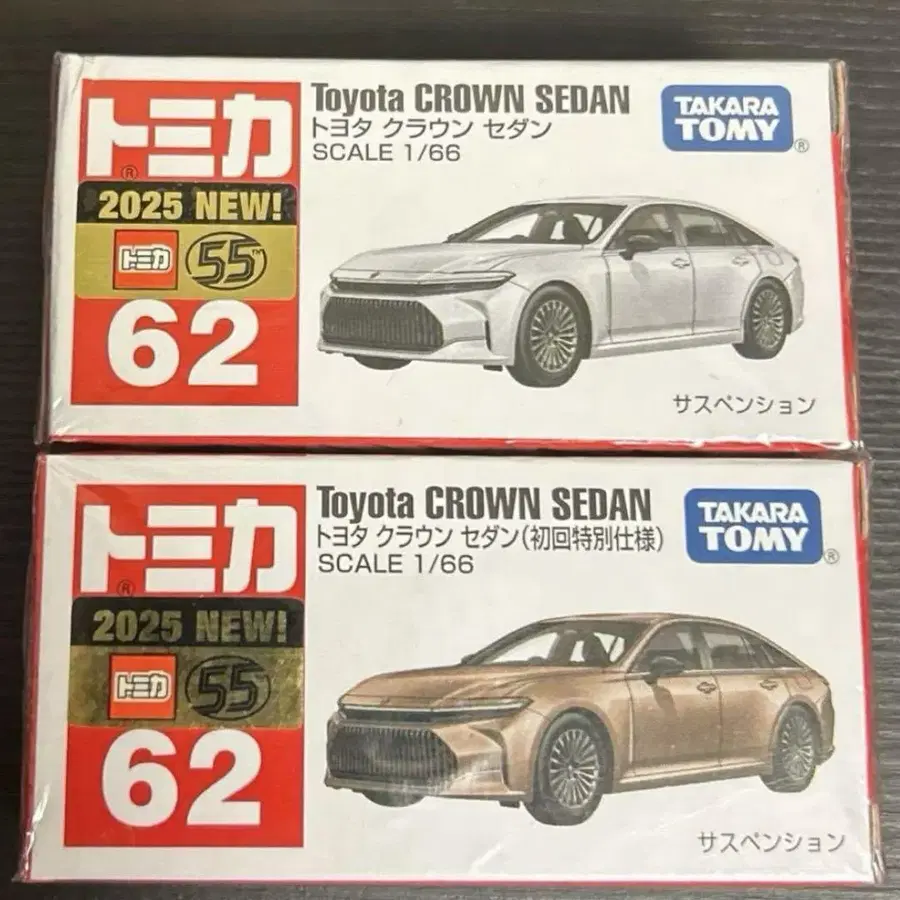 トミカ®
Toyota CROWN SEDAN
トヨタ クラウン セダン
SCALE 1/66
TAKARA
TOMY®
2025 NEW!
トミカ 55™
62
サスペンション
トミカ®
Toyota CROWN SEDAN
トヨタ クラウン セダン(初回特別仕様)
SCALE 1/66
TAKARA
TOMY®
2025 NEW!
トミカ 55
62
サスペンション